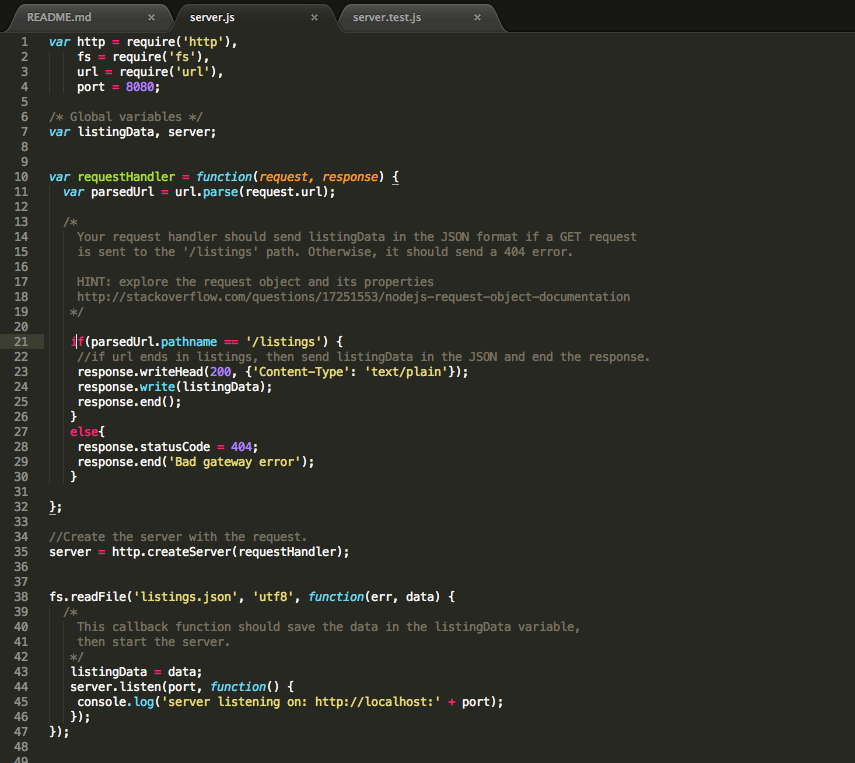 README.md × server.js × server.test.js ×
1 var http = require('http'),
2     fs = require('fs'),
3     url = require('url'),
4     port = 8080;
5
6 /* Global variables */
7 var listingData, server;
8
9
10 var requestHandler = function(request, response) {
11   var parsedUrl = url.parse(request.url);
12
13   /*
14     Your request handler should send listingData in the JSON format if a GET request
15     is sent to the '/listings' path. Otherwise, it should send a 404 error.
16
17     HINT: explore the request object and its properties
18     http://stackoverflow.com/questions/17251553/nodejs-request-object-documentation
19    */
20
21    if(parsedUrl.pathname == '/listings') {
22     //if url ends in listings, then send listingData in the JSON and end the response.
23     response.writeHead(200, {'Content-Type': 'text/plain'});
24     response.write(listingData);
25     response.end();
26    }
27    else{
28     response.statusCode = 404;
29     response.end('Bad gateway error');
30    }
31
32 };
33
34 //Create the server with the request.
35 server = http.createServer(requestHandler);
36
37
38 fs.readFile('listings.json', 'utf8', function(err, data) {
39   /*
40     This callback function should save the data in the listingData variable,
41     then start the server.
42    */
43    listingData = data;
44    server.listen(port, function() {
45     console.log('server listening on: http://localhost:' + port);
46    });
47 });
48
49